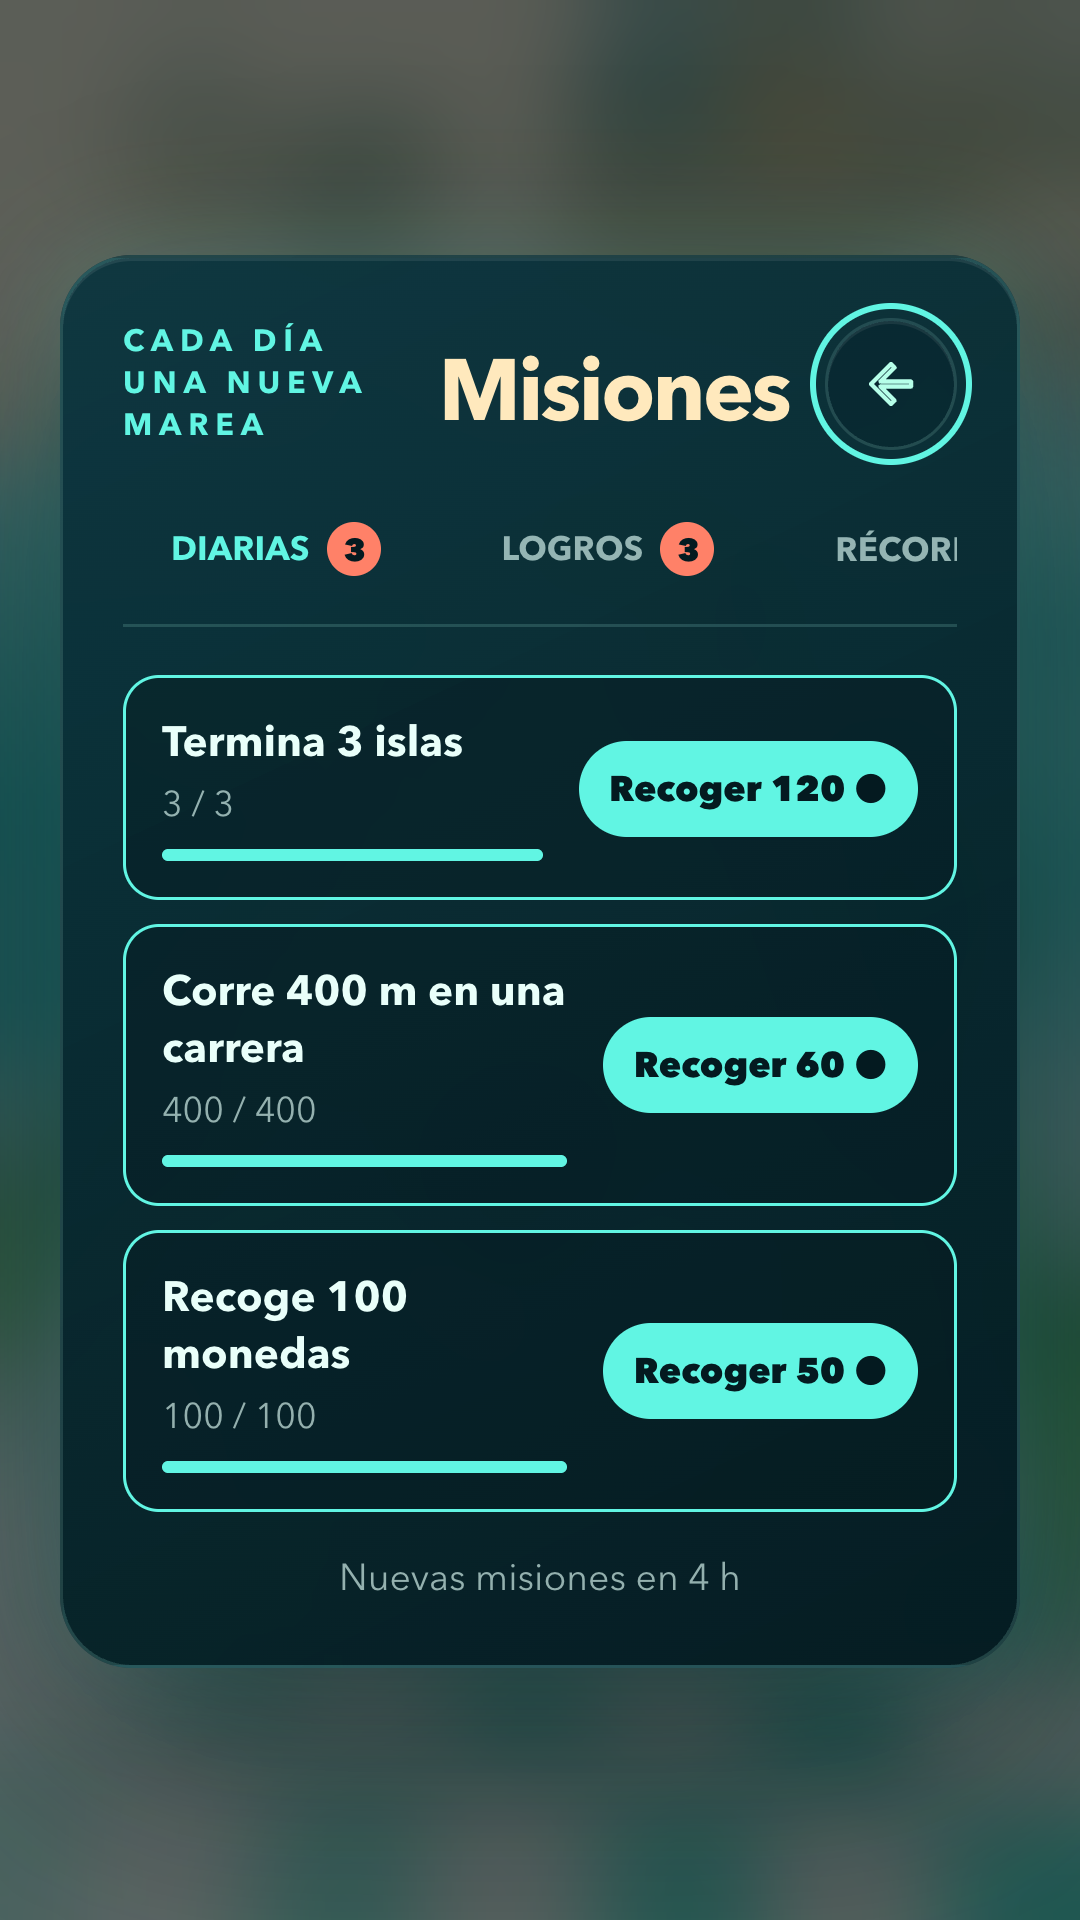 CADA DÍA
UNA NUEVA
MAREA
Misiones
DIARIAS 3
LOGROS 3
Termina 3 islas
3 / 3
Recoger 120
Corre 400 m en una
carrera
400 / 400
Recoger 60
Recoge 100
monedas
100 / 100
Recoger 50
Nuevas misiones en 4 h